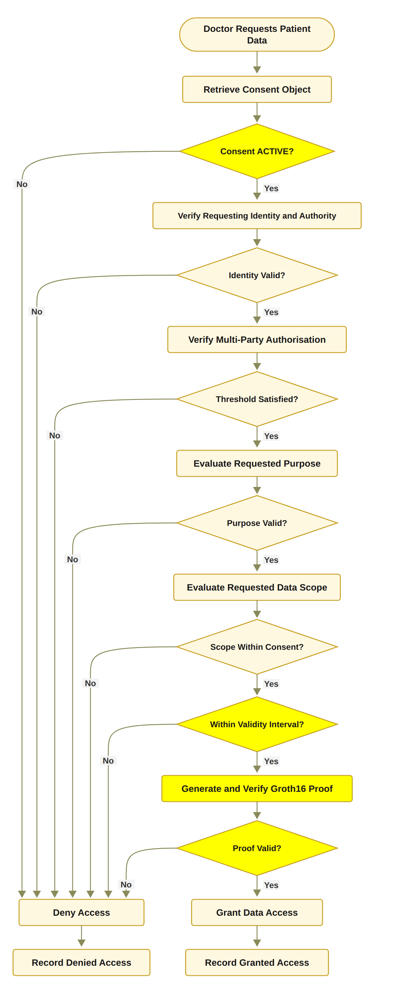 Doctor Requests Patient
Data
Retrieve Consent Object
Consent ACTIVE?
No
Yes
Verify Requesting Identity and Authority
Identity Valid?
No
Yes
Verify Multi-Party Authorisation
Threshold Satisfied?
No
Yes
Evaluate Requested Purpose
Purpose Valid?
No
Yes
Evaluate Requested Data Scope
Scope Within Consent?
No
Yes
Within Validity Interval?
No
Yes
Generate and Verify Groth16 Proof
Proof Valid?
No
Yes
Deny Access
Grant Data Access
Record Denied Access
Record Granted Access